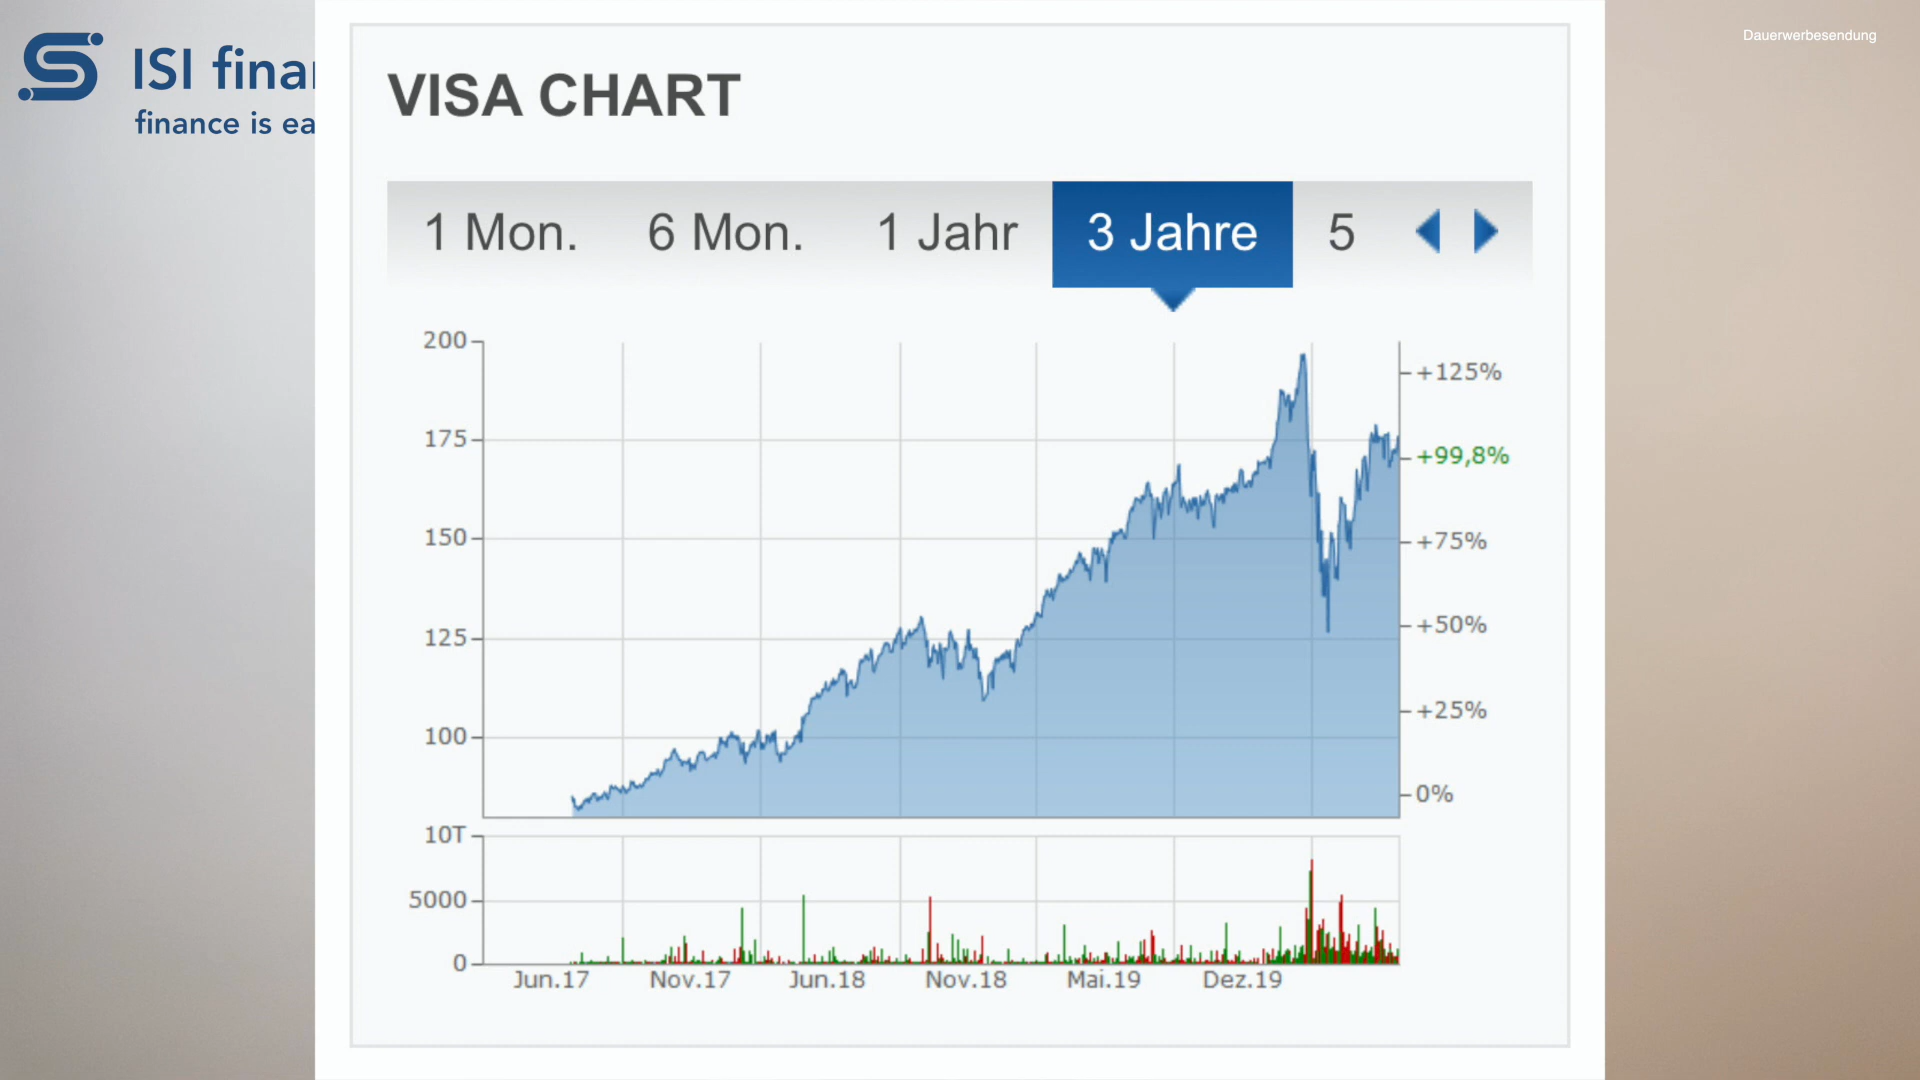 ISI finan
finance is ea
Dauerwerbesendung
VISA CHART
1 Mon. 6 Mon. 1 Jahr 3 Jahre 5
200
175
150
125
100
+125%
+99,8%
+75%
+50%
+25%
0%
10T
5000
0
Jun.17 Nov.17 Jun.18 Nov.18 Mai.19 Dez.19